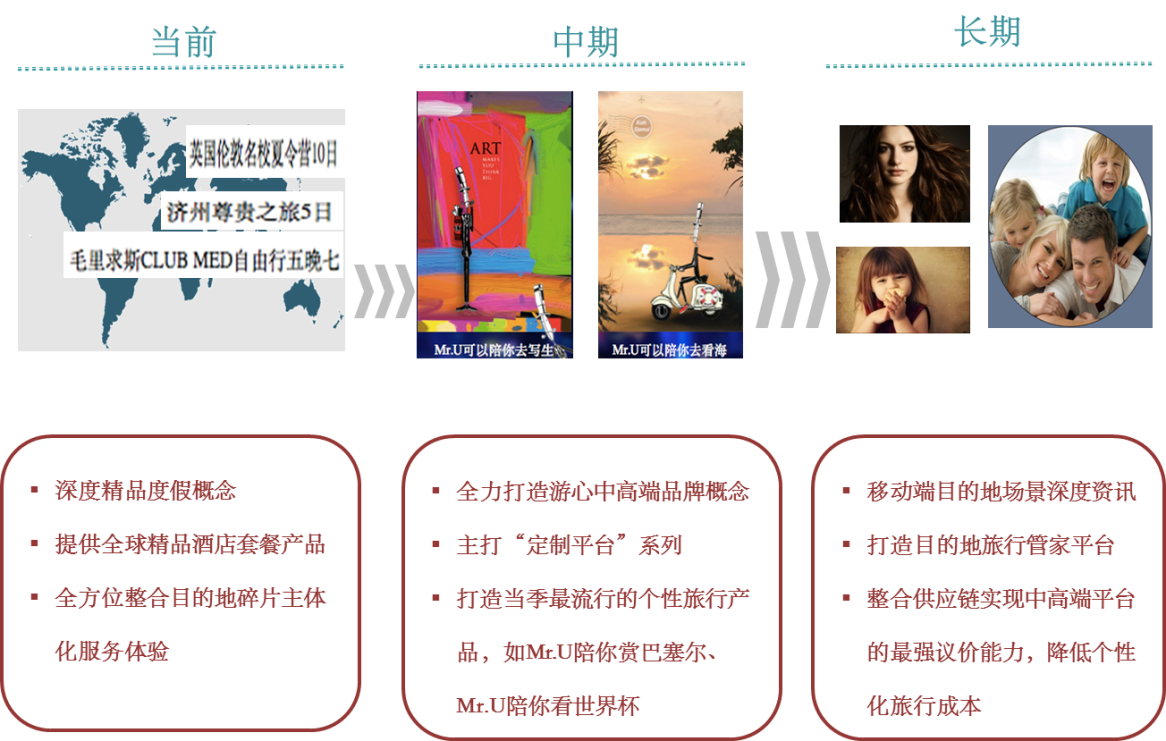 当前
中期
长期
英国伦敦名校夏令营10日
济州尊贵之旅5日
毛里求斯CLUB MED自由行五晚七
ART
MAKES
YOU
THINK
BIG
Mr.U可以陪你去写生
Mr.U可以陪你去看海
▪ 深度精品度假概念
▪ 提供全球精品酒店套餐产品
▪ 全方位整合目的地碎片主体
化服务体验
▪ 全力打造游心中高端品牌概念
▪ 主打“定制平台”系列
▪ 打造当季最流行的个性旅行产
品，如Mr.U陪你赏巴塞尔、
Mr.U陪你看世界杯
▪ 移动端目的地场景深度资讯
▪ 打造目的地旅行管家平台
▪ 整合供应链实现中高端平台
的最强议价能力，降低个性
化旅行成本